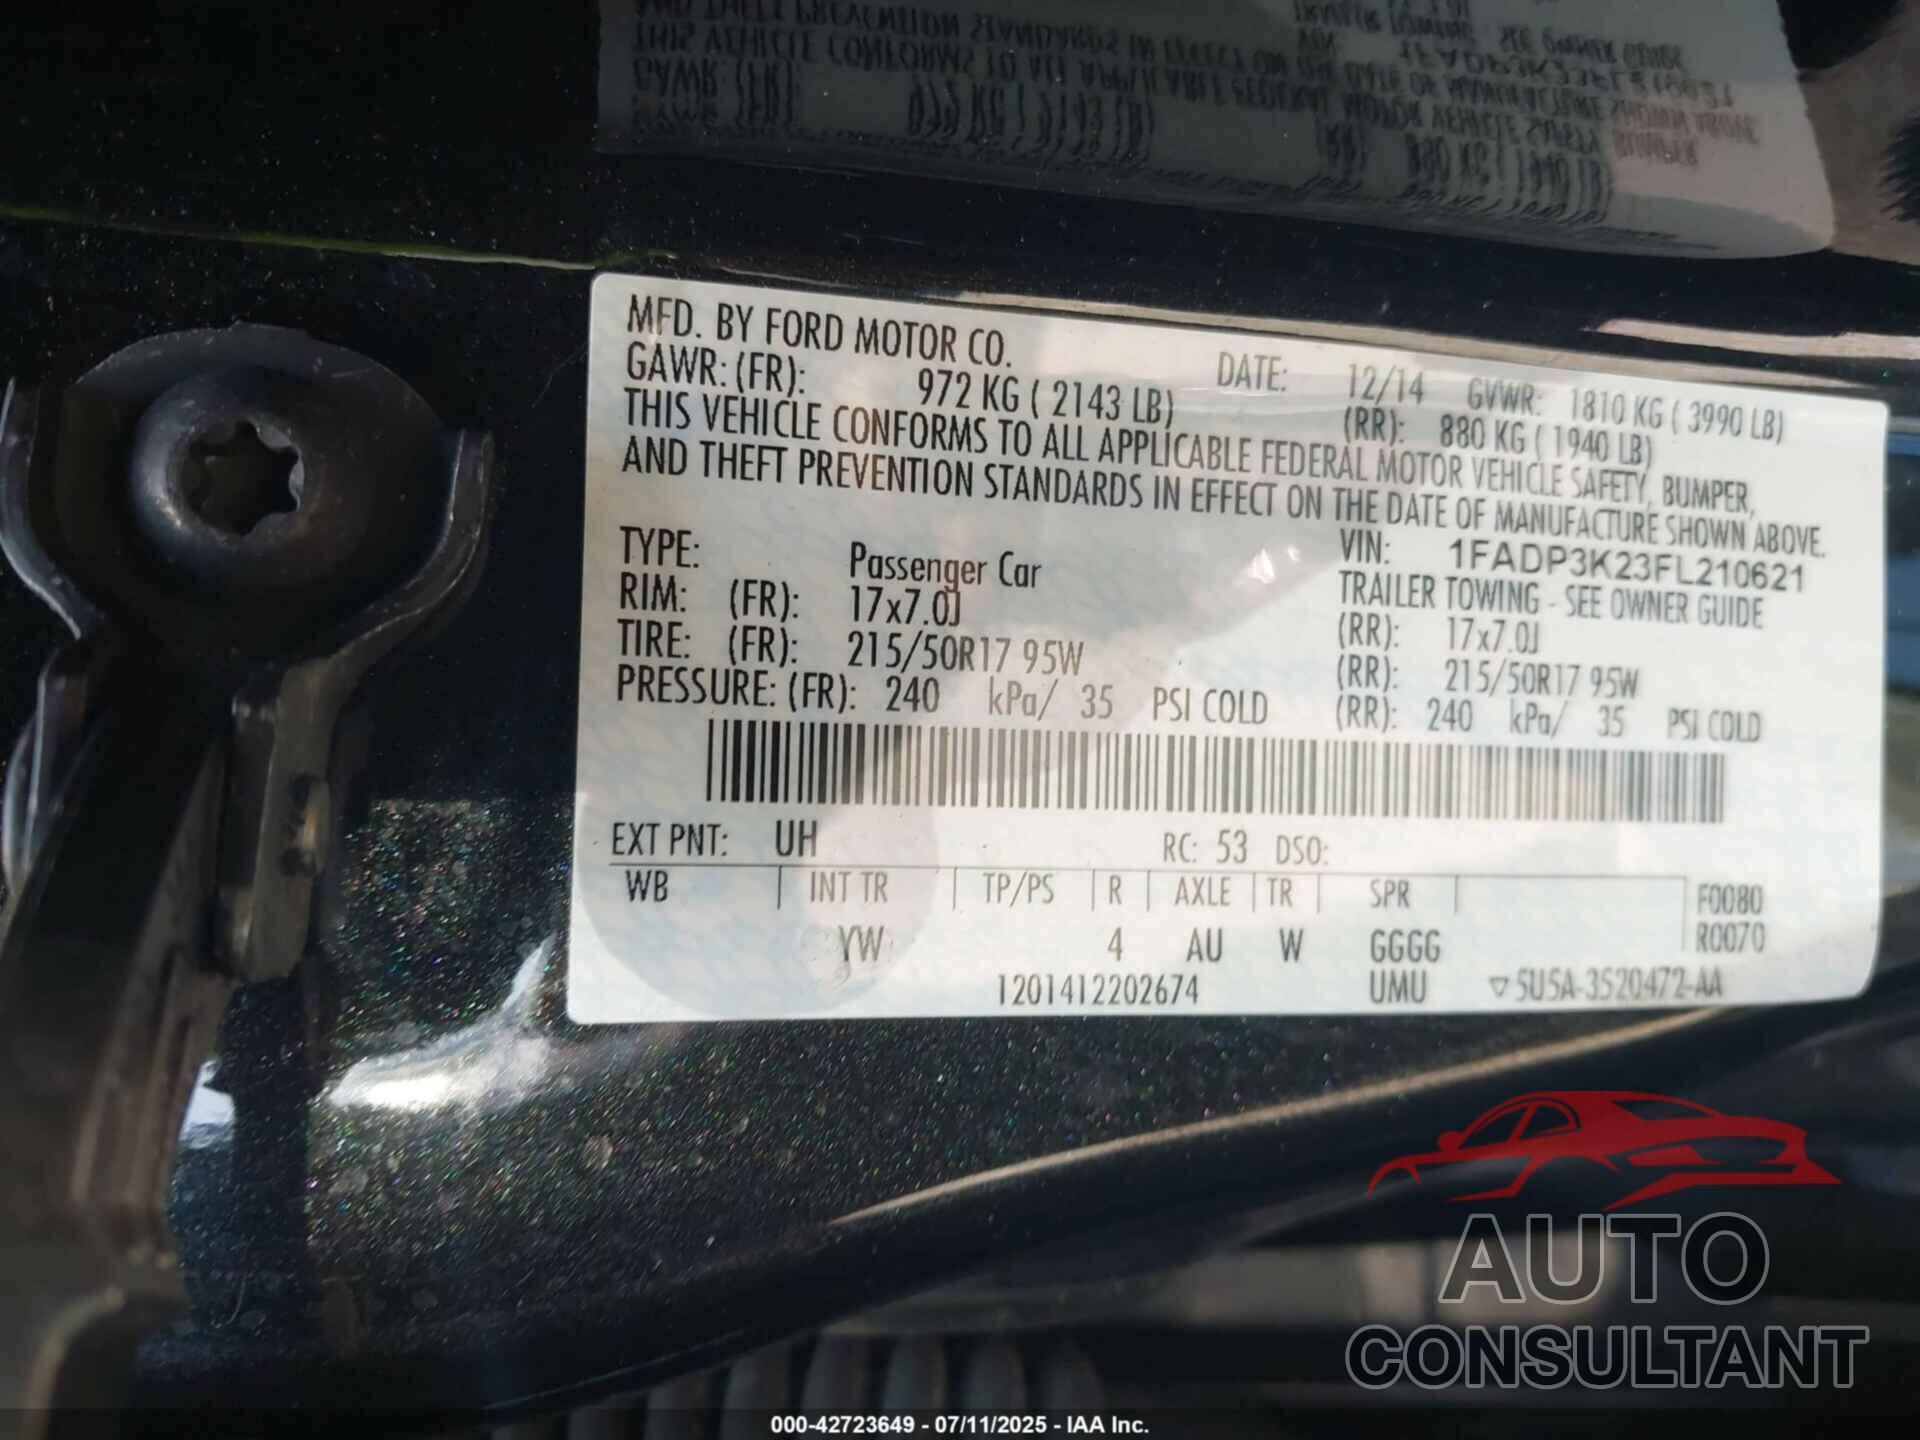 MFD. BY FORD MOTOR CO. DATE: 12/14 GVWR: 1810 KG ( 3990 LB)
GAWR: (FR): 972 KG ( 2143 LB) (RR): 880 KG ( 1940 LB)
THIS VEHICLE CONFORMS TO ALL APPLICABLE FEDERAL MOTOR VEHICLE SAFETY, BUMPER,
AND THEFT PREVENTION STANDARDS IN EFFECT ON THE DATE OF MANUFACTURE SHOWN ABOVE.
VIN: 1FADP3K23FL210621
TYPE: Passenger Car TRAILER TOWING - SEE OWNER GUIDE
RIM: (FR): 17x7.0J (RR): 17x7.0J
TIRE: (FR): 215/50R17 95W (RR): 215/50R17 95W
PRESSURE: (FR): 240 kPa/ 35 PSI COLD (RR): 240 kPa/ 35 PSI COLD
EXT PNT: UH RC: 53 DSO:
WB INT TR TP/PS R AXLE TR SPR F0080
YW 4 AU W GGGG R0070
1201412202674 UMU ▽5U5A-3520472-AA
AUTO
CONSULTANT
000-42723649 - 07/11/2025 - IAA Inc.